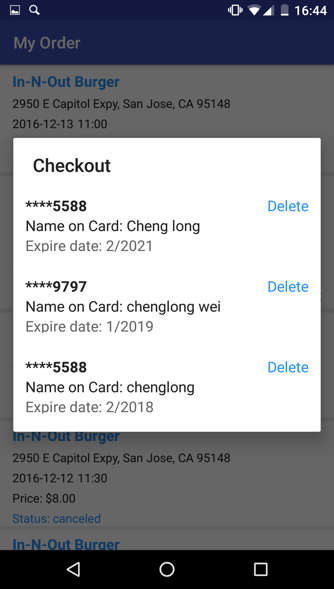 16:44
My Order
In-N-Out Burger
2950 E Capitol Expy, San Jose, CA 95148
2016-12-13 11:00
Checkout
****5588
Delete
Name on Card: Cheng long
Expire date: 2/2021
****9797
Delete
Name on Card: chenglong wei
Expire date: 1/2019
****5588
Delete
Name on Card: chenglong
Expire date: 2/2018
In-N-Out Burger
2950 E Capitol Expy, San Jose, CA 95148
2016-12-12 11:30
Price: $8.00
Status: canceled
In-N-Out Burger